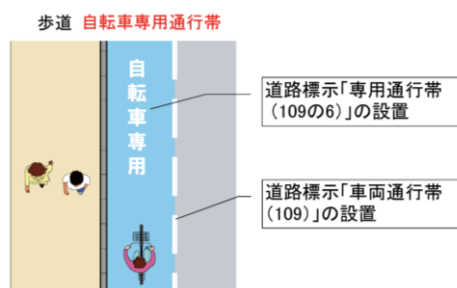 歩道 自転車専用通行帯
自転車専用
道路標示「専用通行帯
(109の6)」の設置
道路標示「車両通行帯
(109)」の設置